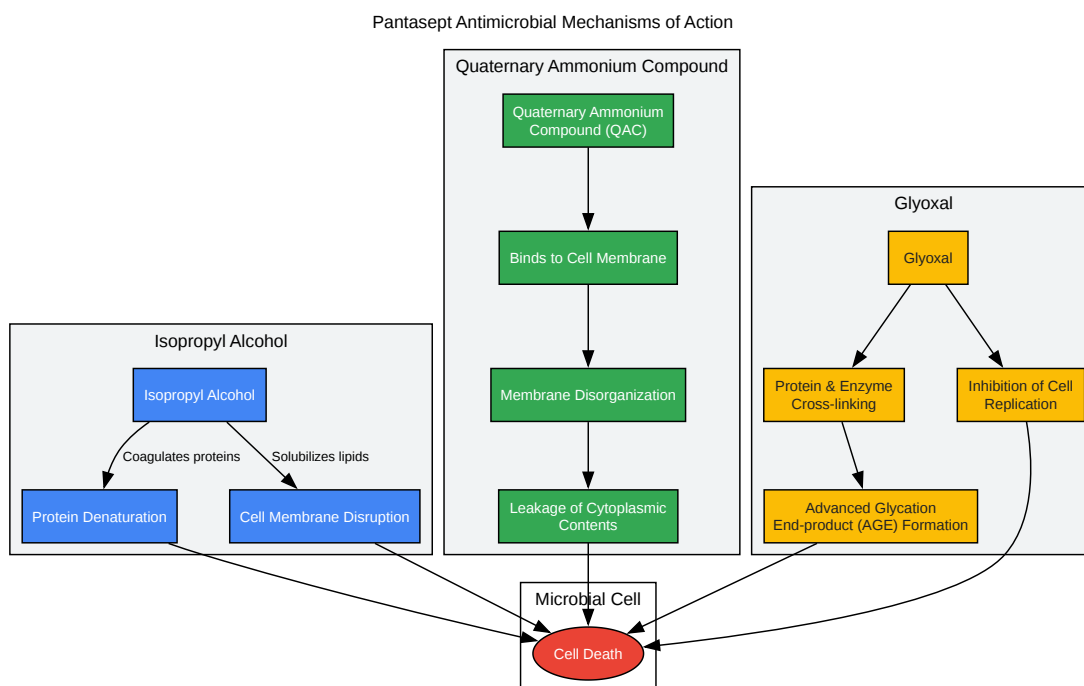 Pantasept Antimicrobial Mechanisms of Action
Quaternary Ammonium Compound
Quaternary Ammonium
Compound (QAC)
Binds to Cell Membrane
Membrane Disorganization
Leakage of Cytoplasmic
Contents
Glyoxal
Glyoxal
Protein & Enzyme
Cross-linking
Inhibition of Cell
Replication
Advanced Glycation
End-product (AGE) Formation
Isopropyl Alcohol
Isopropyl Alcohol
Coagulates proteins
Solubilizes lipids
Protein Denaturation
Cell Membrane Disruption
Microbial Cell
Cell Death